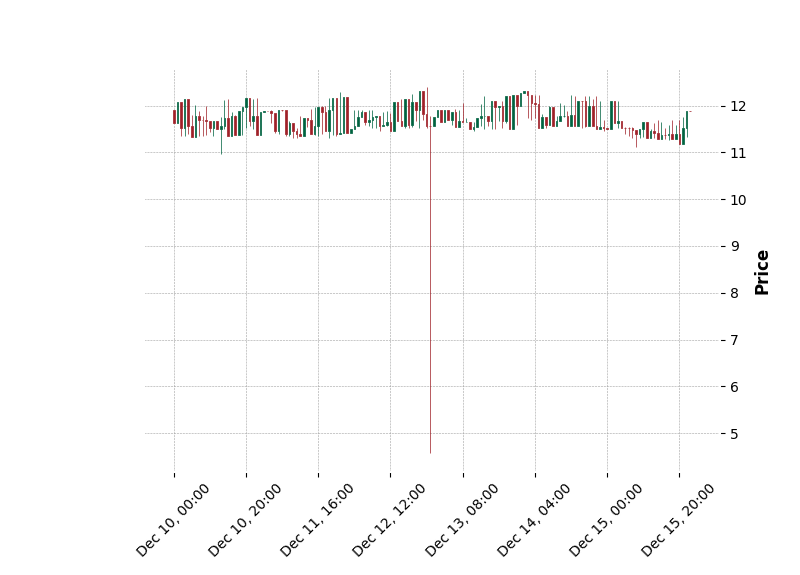 12
11
10
9
8
7
6
5
Price
Dec 10, 00:00
Dec 10, 20:00
Dec 11, 16:00
Dec 12, 12:00
Dec 13, 08:00
Dec 14, 04:00
Dec 15, 00:00
Dec 15, 20:00